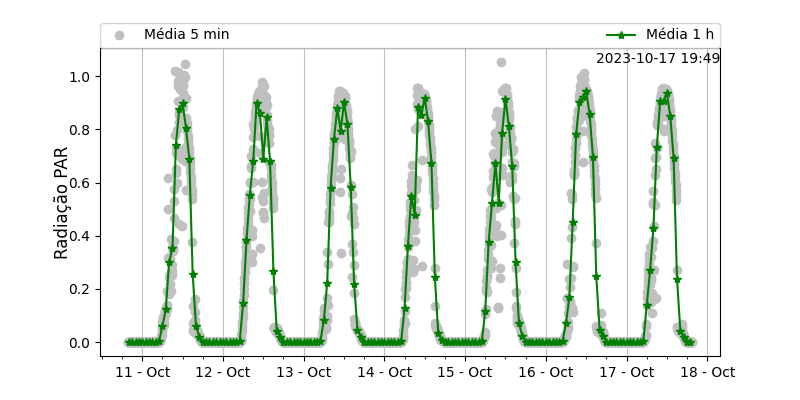 Média 5 min
Média 1 h
2023-10-17 19:49
Radiação PAR
1.0
0.8
0.6
0.4
0.2
0.0
11 - Oct
12 - Oct
13 - Oct
14 - Oct
15 - Oct
16 - Oct
17 - Oct
18 - Oct